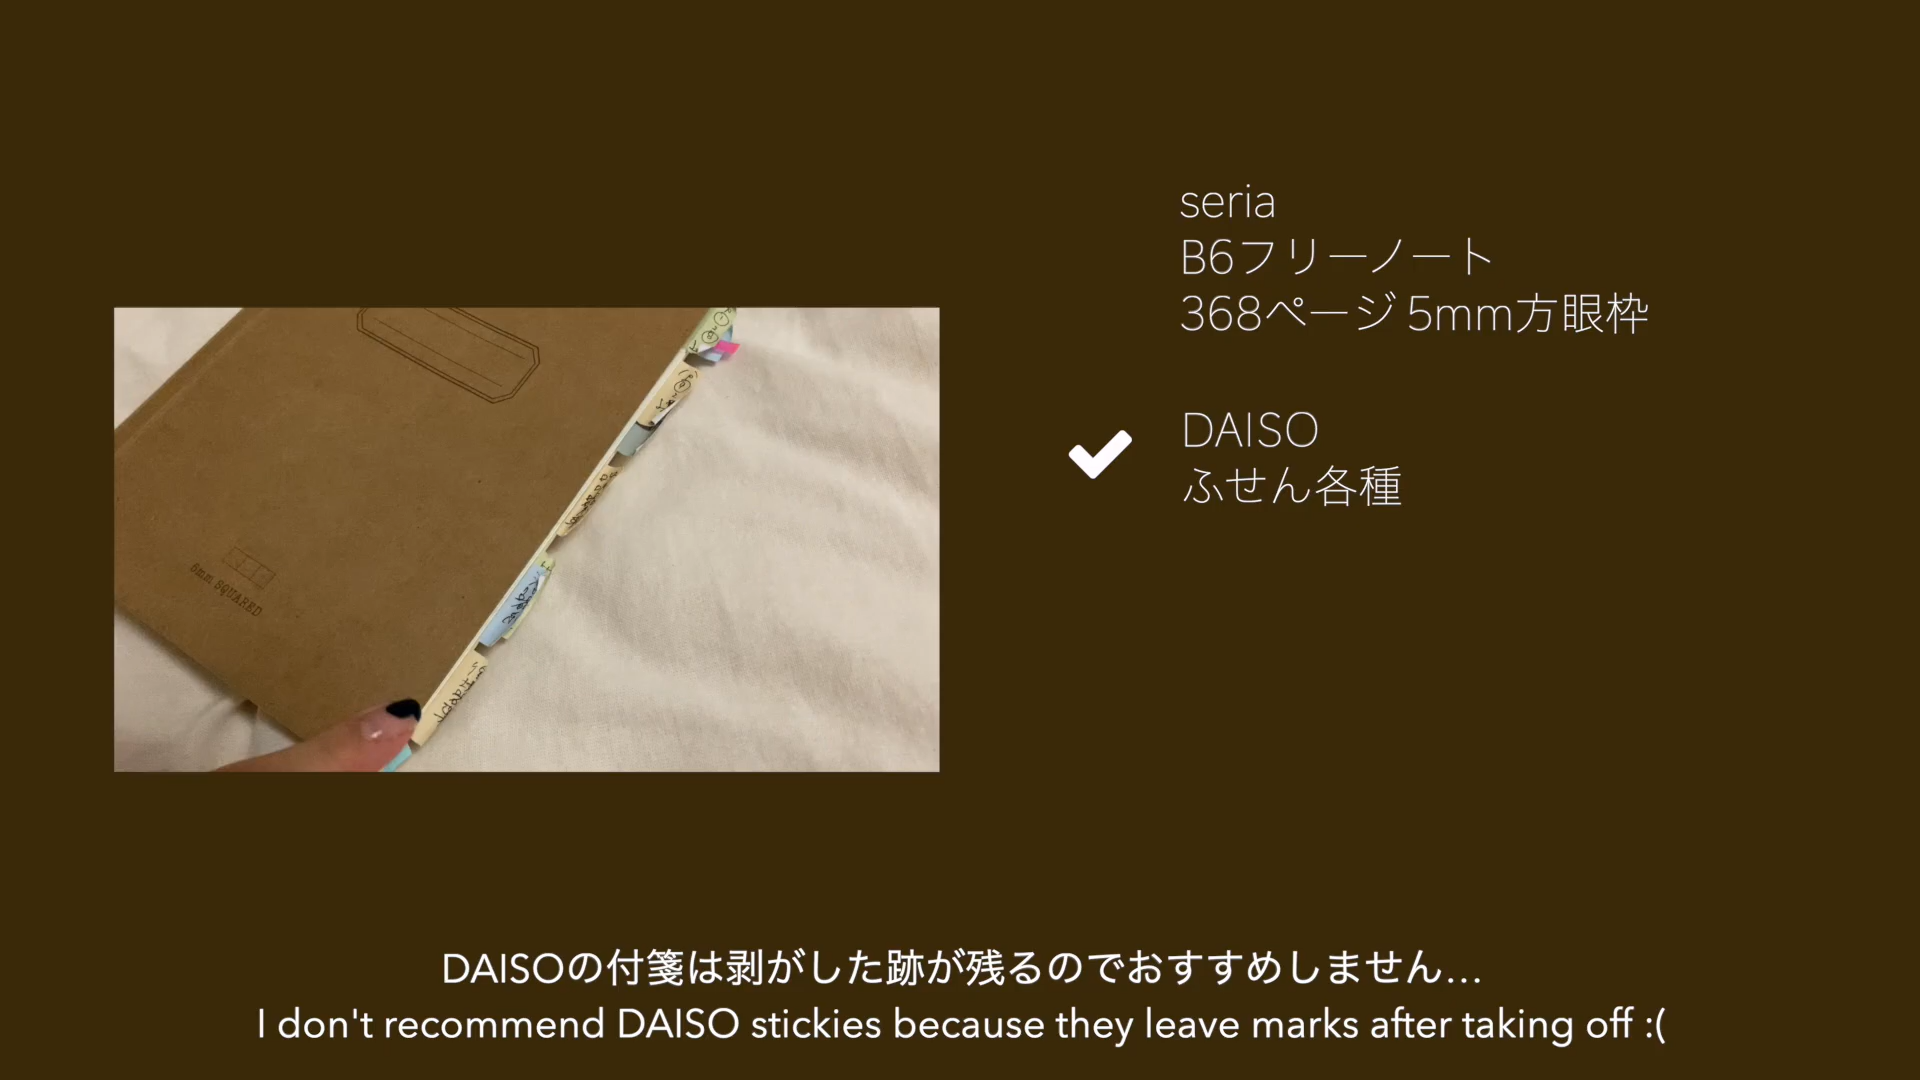 seria
B6フリーノート
368ページ 5mm方眼枠
DAISO
ふせん各種
5mm SQUARED
DAISOの付箋は剥がした跡が残るのでおすすめしません…
I don't recommend DAISO stickies because they leave marks after taking off :(